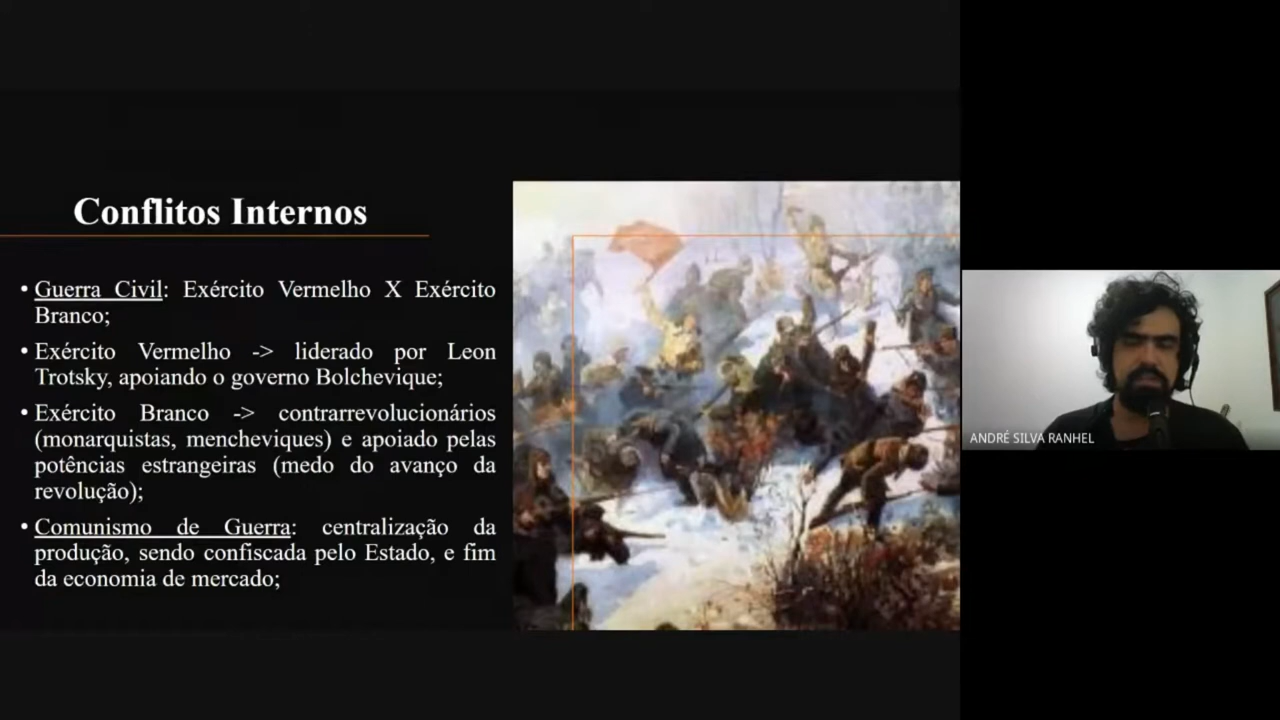 Conflitos Internos
• Guerra Civil: Exército Vermelho X Exército
Branco;
• Exército Vermelho -> liderado por Leon
Trotsky, apoiando o governo Bolchevique;
• Exército Branco -> contrarrevolucionários
(monarquistas, mencheviques) e apoiado pelas
potências estrangeiras (medo do avanço da
revolução);
• Comunismo de Guerra: centralização da
produção, sendo confiscada pelo Estado, e fim
da economia de mercado;
ANDRÉ SILVA RANHEL